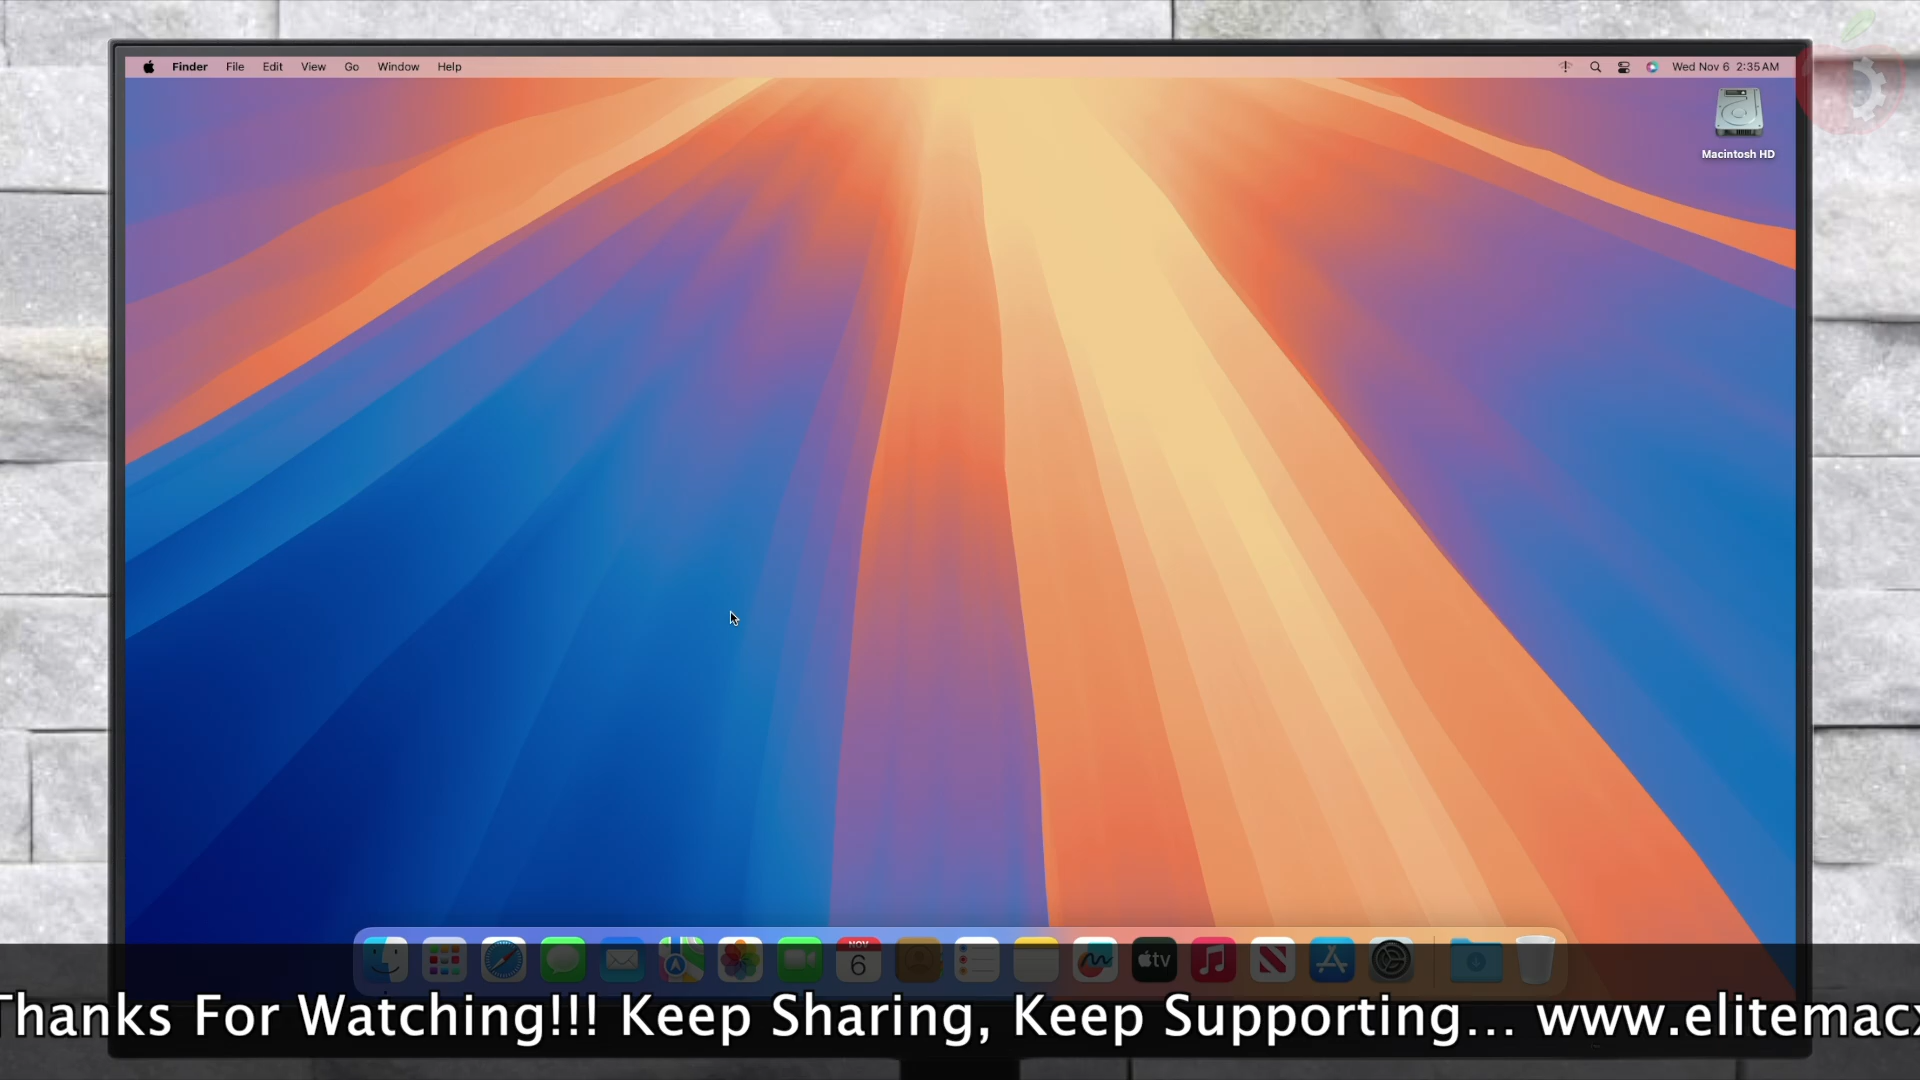 Finder File Edit View Go Window Help Wed Nov 6 2:35 AM
Macintosh HD
NOV
6
tv
Thanks For Watching!!! Keep Sharing, Keep Supporting... www.elitemacx